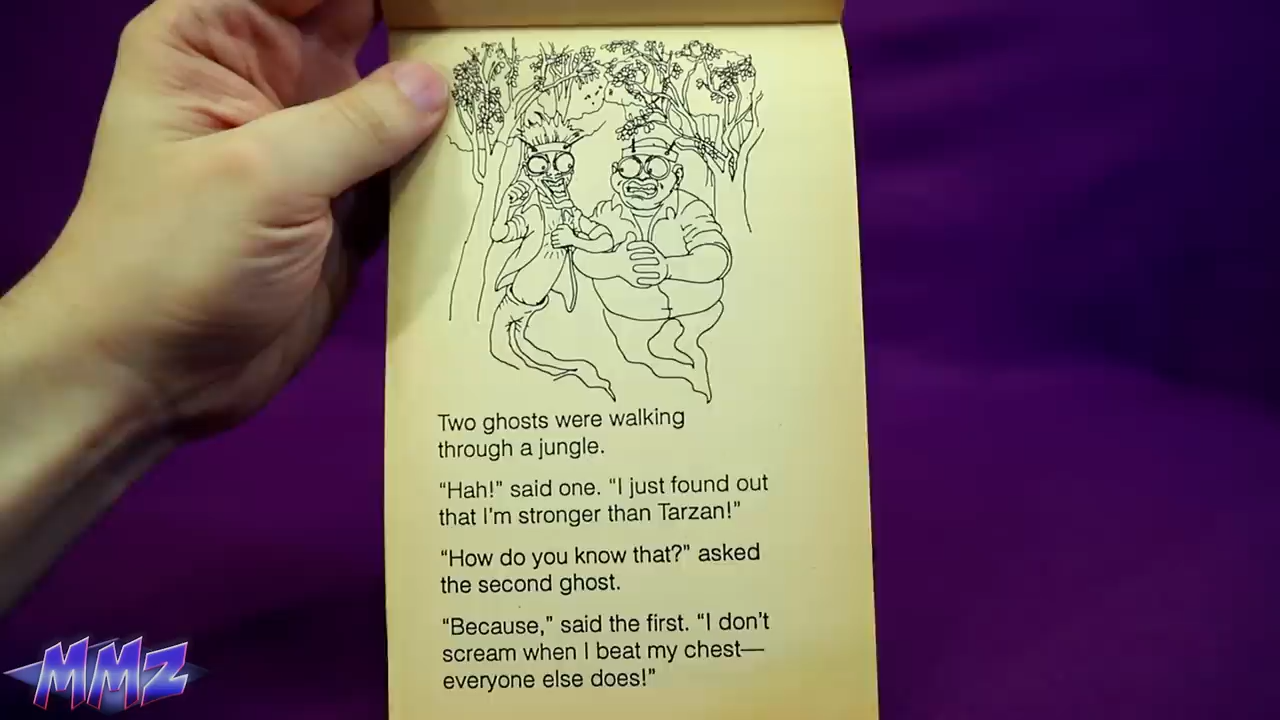 Two ghosts were walking
through a jungle.
“Hah!” said one. “I just found out
that I'm stronger than Tarzan!”
“How do you know that?” asked
the second ghost.
“Because,” said the first. “I don't
scream when I beat my chest—
everyone else does!”
MMZ